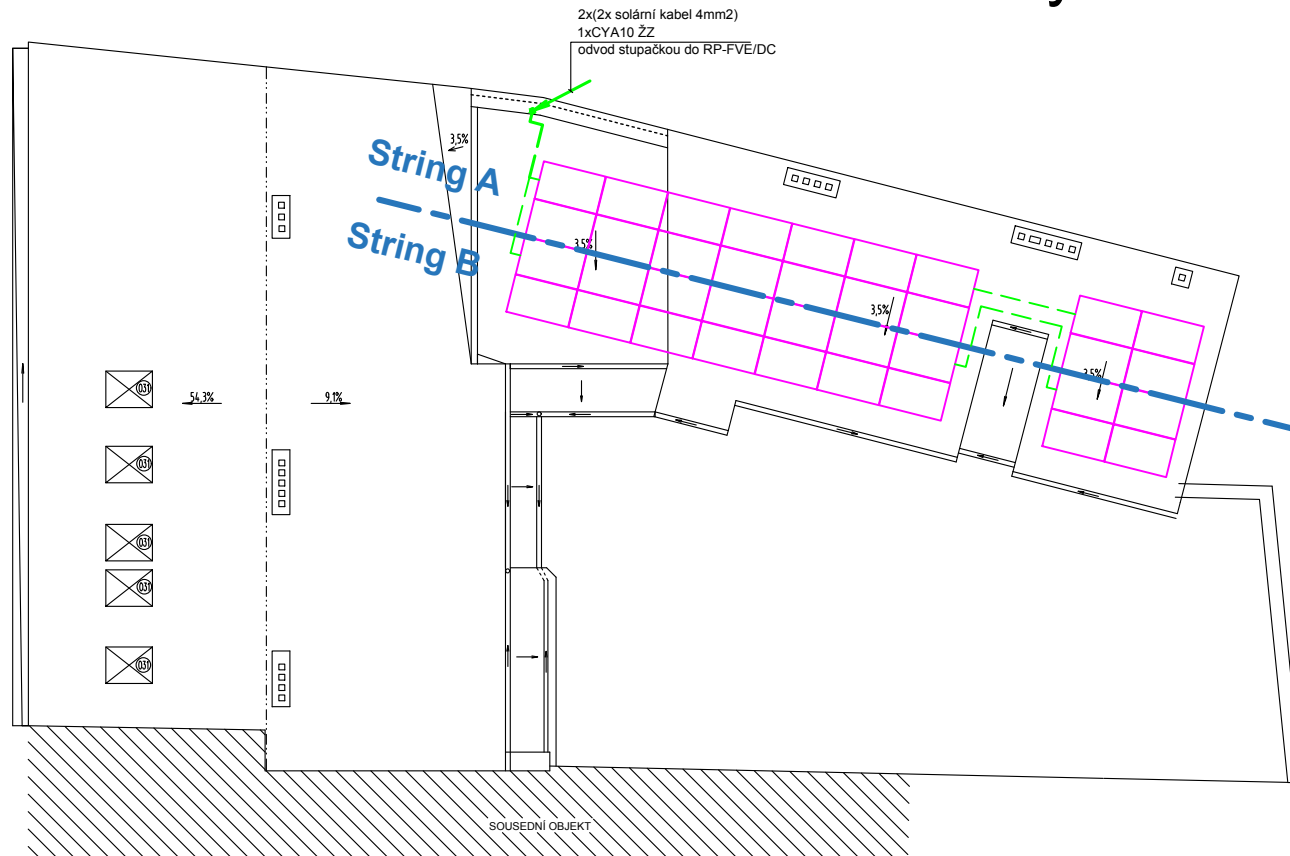 2x(2x solární kabel 4mm2)
1xCYA10 ŽZ
odvod stupačkou do RP-FVE/DC
3,5%
String A
String B
3,5%
3,5%
3,5%
54,3%
9,1%
031
031
031
031
031
SOUSEDNÍ OBJEKT